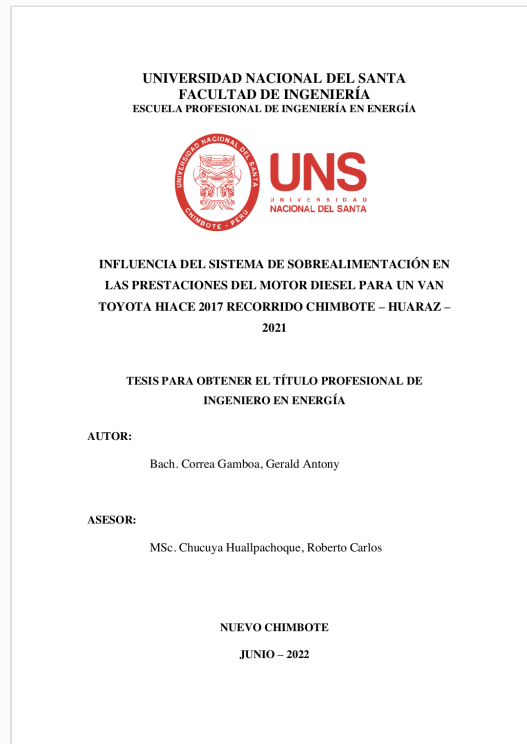 UNIVERSIDAD NACIONAL DEL SANTA
FACULTAD DE INGENIERÍA
ESCUELA PROFESIONAL DE INGENIERÍA EN ENERGÍA
UNIVERSIDAD NACIONAL DEL SANTA
CHIMBOTE - PERU
UNS
UNIVERSIDAD
NACIONAL DEL SANTA
INFLUENCIA DEL SISTEMA DE SOBREALIMENTACIÓN EN
LAS PRESTACIONES DEL MOTOR DIESEL PARA UN VAN
TOYOTA HIACE 2017 RECORRIDO CHIMBOTE – HUARAZ –
2021
TESIS PARA OBTENER EL TÍTULO PROFESIONAL DE
INGENIERO EN ENERGÍA
AUTOR:
Bach. Correa Gamboa, Gerald Antony
ASESOR:
MSc. Chucuya Huallpachoque, Roberto Carlos
NUEVO CHIMBOTE
JUNIO – 2022